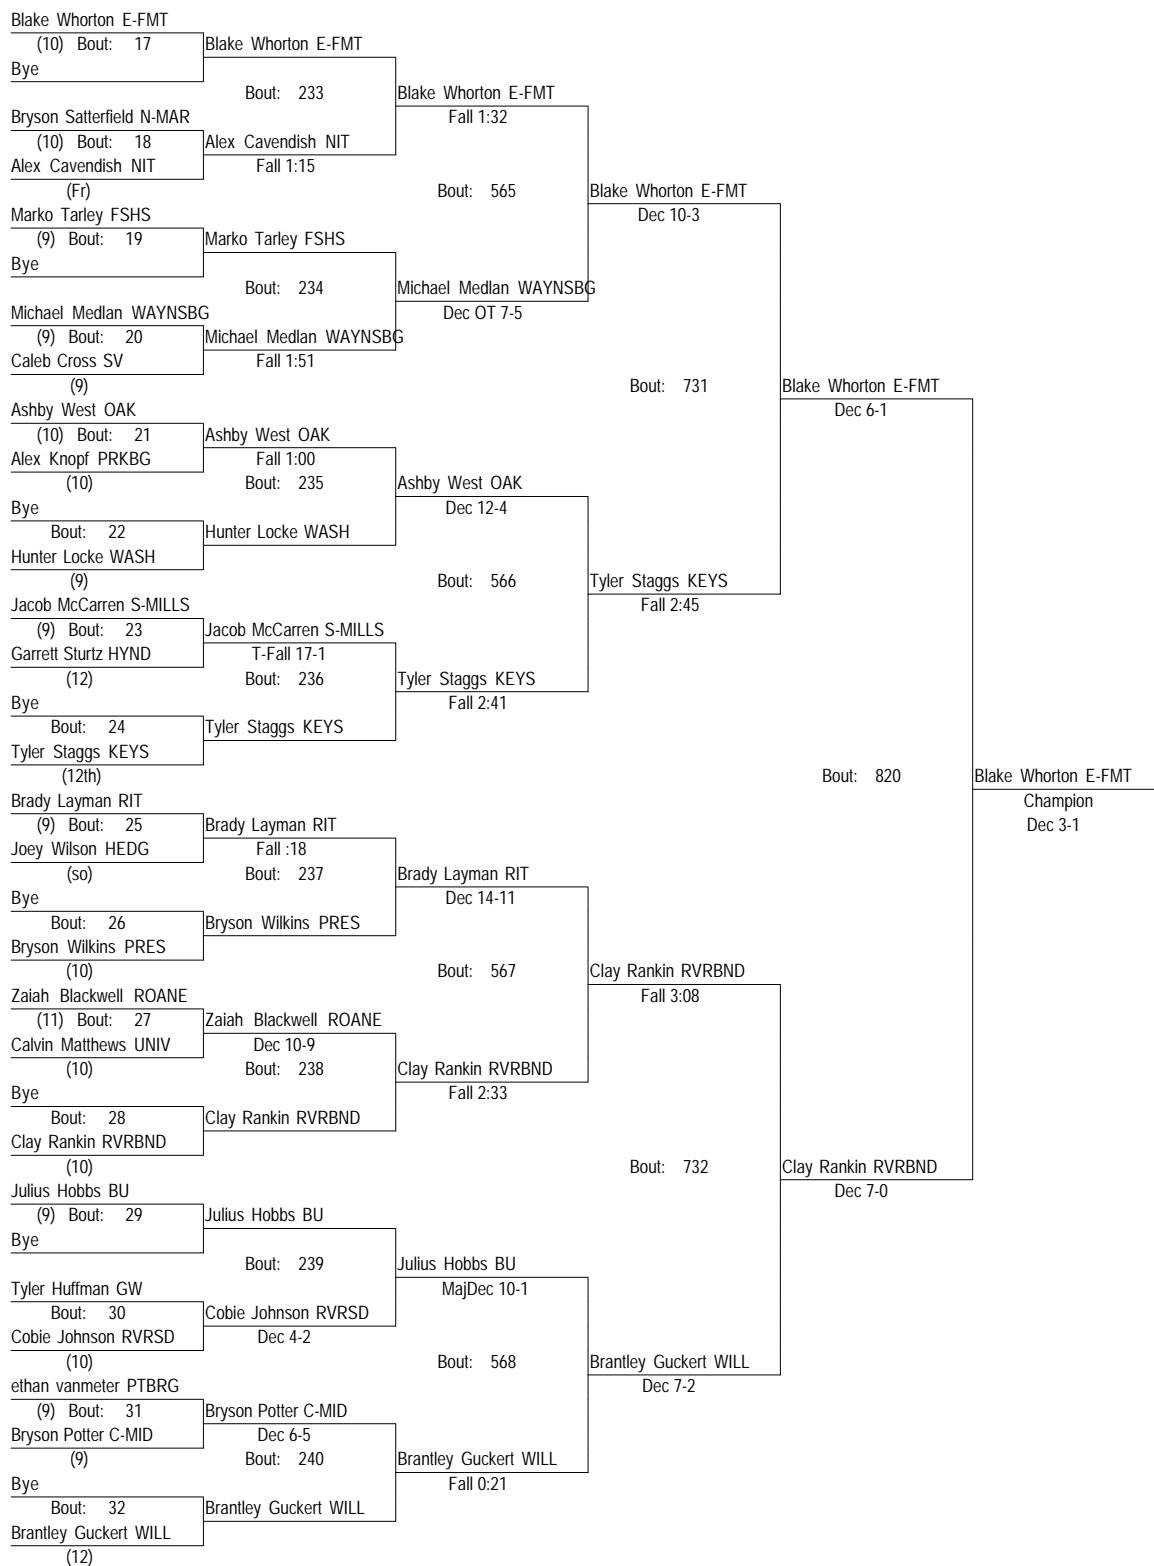 Blake Whorton E-FMT
(10) Bout: 17
Bye
Blake Whorton E-FMT
Bout: 233
Bryson Satterfield N-MAR
(10) Bout: 18
Alex Cavendish NIT
(Fr)
Alex Cavendish NIT
Fall 1:15
Blake Whorton E-FMT
Fall 1:32
Bout: 565
Marko Tarley FSHS
(9) Bout: 19
Bye
Marko Tarley FSHS
Bout: 234
Michael Medlan WAYNSBG
(9) Bout: 20
Caleb Cross SV
(9)
Michael Medlan WAYNSBG
Fall 1:51
Michael Medlan WAYNSBG
Dec OT 7-5
Blake Whorton E-FMT
Dec 10-3
Bout: 731
Ashby West OAK
(10) Bout: 21
Alex Knopf PRKBG
(10)
Ashby West OAK
Fall 1:00
Bout: 235
Bye
Bout: 22
Hunter Locke WASH
(9)
Hunter Locke WASH
Ashby West OAK
Dec 12-4
Bout: 566
Jacob McCarren S-MILLS
(9) Bout: 23
Garrett Sturtz HYND
(12)
Jacob McCarren S-MILLS
T-Fall 17-1
Bout: 236
Bye
Bout: 24
Tyler Staggs KEYS
(12th)
Tyler Staggs KEYS
Tyler Staggs KEYS
Fall 2:41
Tyler Staggs KEYS
Fall 2:45
Blake Whorton E-FMT
Dec 6-1
Bout: 820
Blake Whorton E-FMT
Champion
Dec 3-1
Brady Layman RIT
(9) Bout: 25
Joey Wilson HEDG
(so)
Brady Layman RIT
Fall :18
Bout: 237
Bye
Bout: 26
Bryson Wilkins PRES
(10)
Bryson Wilkins PRES
Brady Layman RIT
Dec 14-11
Bout: 567
Zaiah Blackwell ROANE
(11) Bout: 27
Calvin Matthews UNIV
(10)
Zaiah Blackwell ROANE
Dec 10-9
Bout: 238
Bye
Bout: 28
Clay Rankin RVRBND
(10)
Clay Rankin RVRBND
Clay Rankin RVRBND
Fall 2:33
Clay Rankin RVRBND
Fall 3:08
Bout: 732
Clay Rankin RVRBND
Dec 7-0
Julius Hobbs BU
(9) Bout: 29
Bye
Julius Hobbs BU
Bout: 239
Tyler Huffman GW
Bout: 30
Cobie Johnson RVRSD
(10)
Cobie Johnson RVRSD
Dec 4-2
Julius Hobbs BU
MajDec 10-1
Bout: 568
ethan vanmeter PTBRG
(9) Bout: 31
Bryson Potter C-MID
(9)
Bryson Potter C-MID
Dec 6-5
Bout: 240
Bye
Bout: 32
Brantley Guckert WILL
(12)
Brantley Guckert WILL
Brantley Guckert WILL
Fall 0:21
Brantley Guckert WILL
Dec 7-2